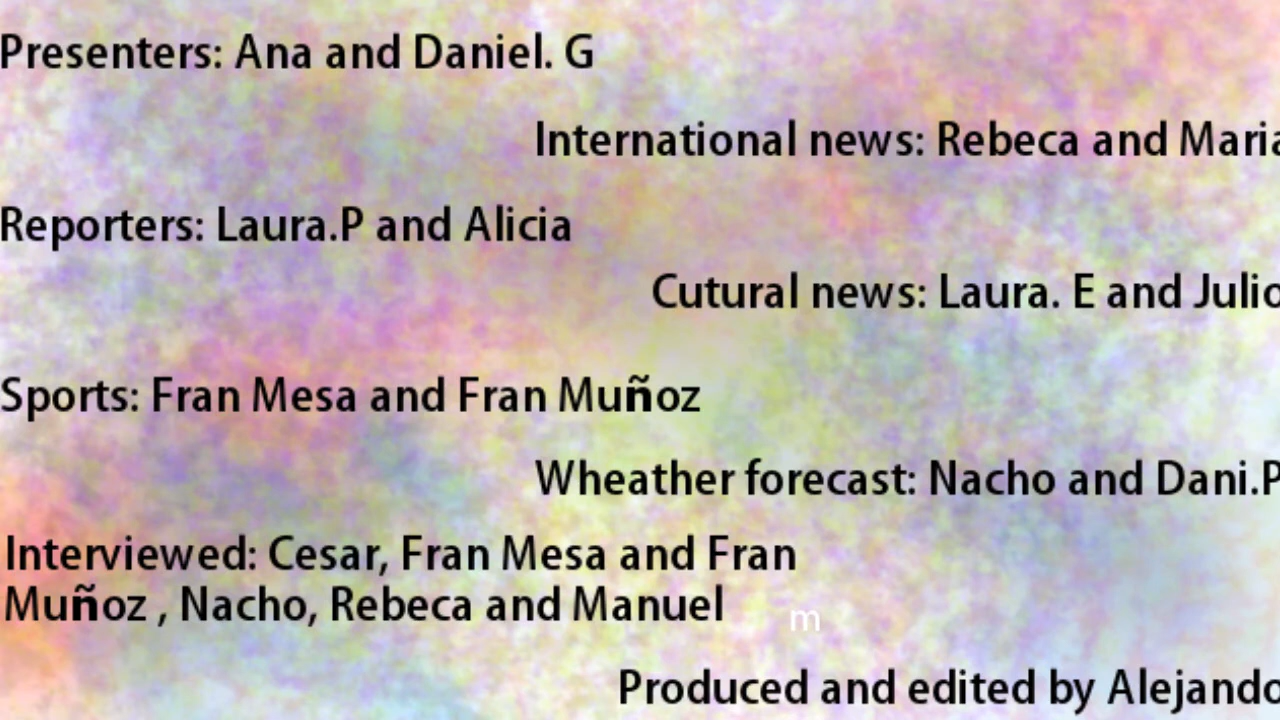 Presenters: Ana and Daniel. G
International news: Rebeca and Maria
Reporters: Laura.P and Alicia
Cutural news: Laura. E and Julio
Sports: Fran Mesa and Fran Muñoz
Wheather forecast: Nacho and Dani.P
Interviewed: Cesar, Fran Mesa and Fran
Muñoz , Nacho, Rebeca and Manuel
m
Produced and edited by Alejando